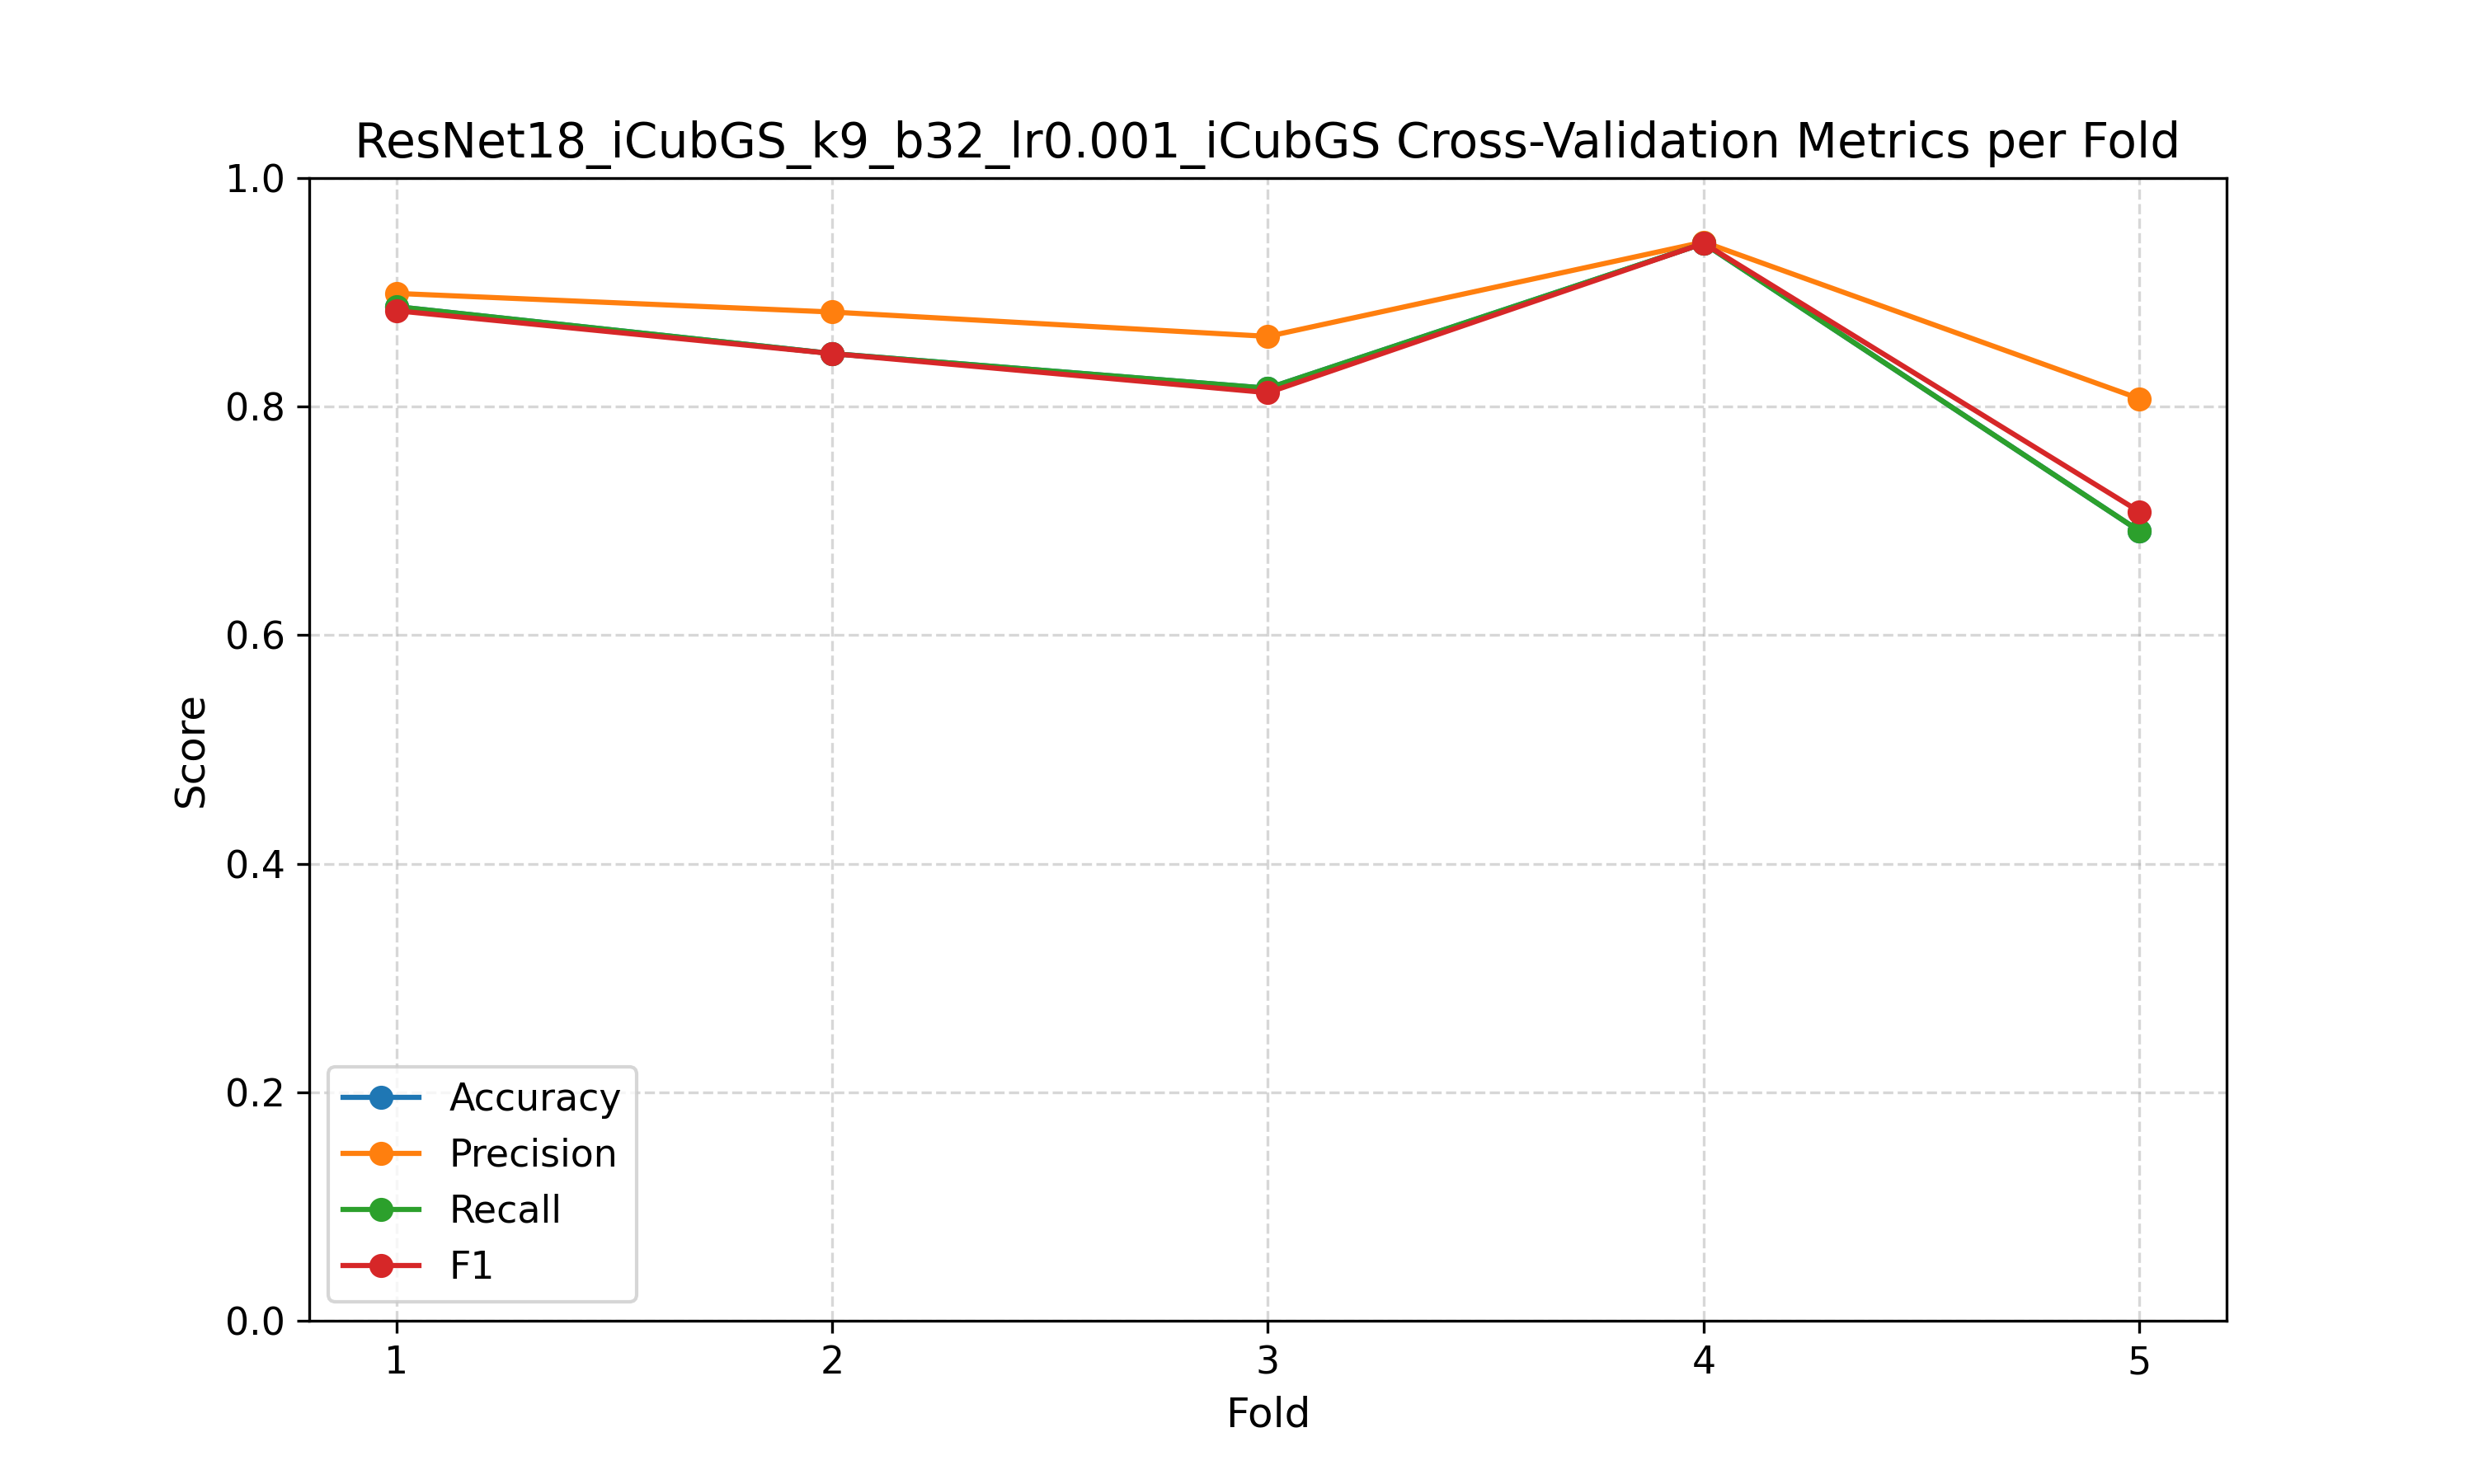 ResNet18_iCubGS_k9_b32_lr0.001_iCubGS Cross-Validation Metrics per Fold
1.0
0.8
0.6
0.4
0.2
0.0
Score
Accuracy
Precision
Recall
F1
1 2 3 4 5
Fold